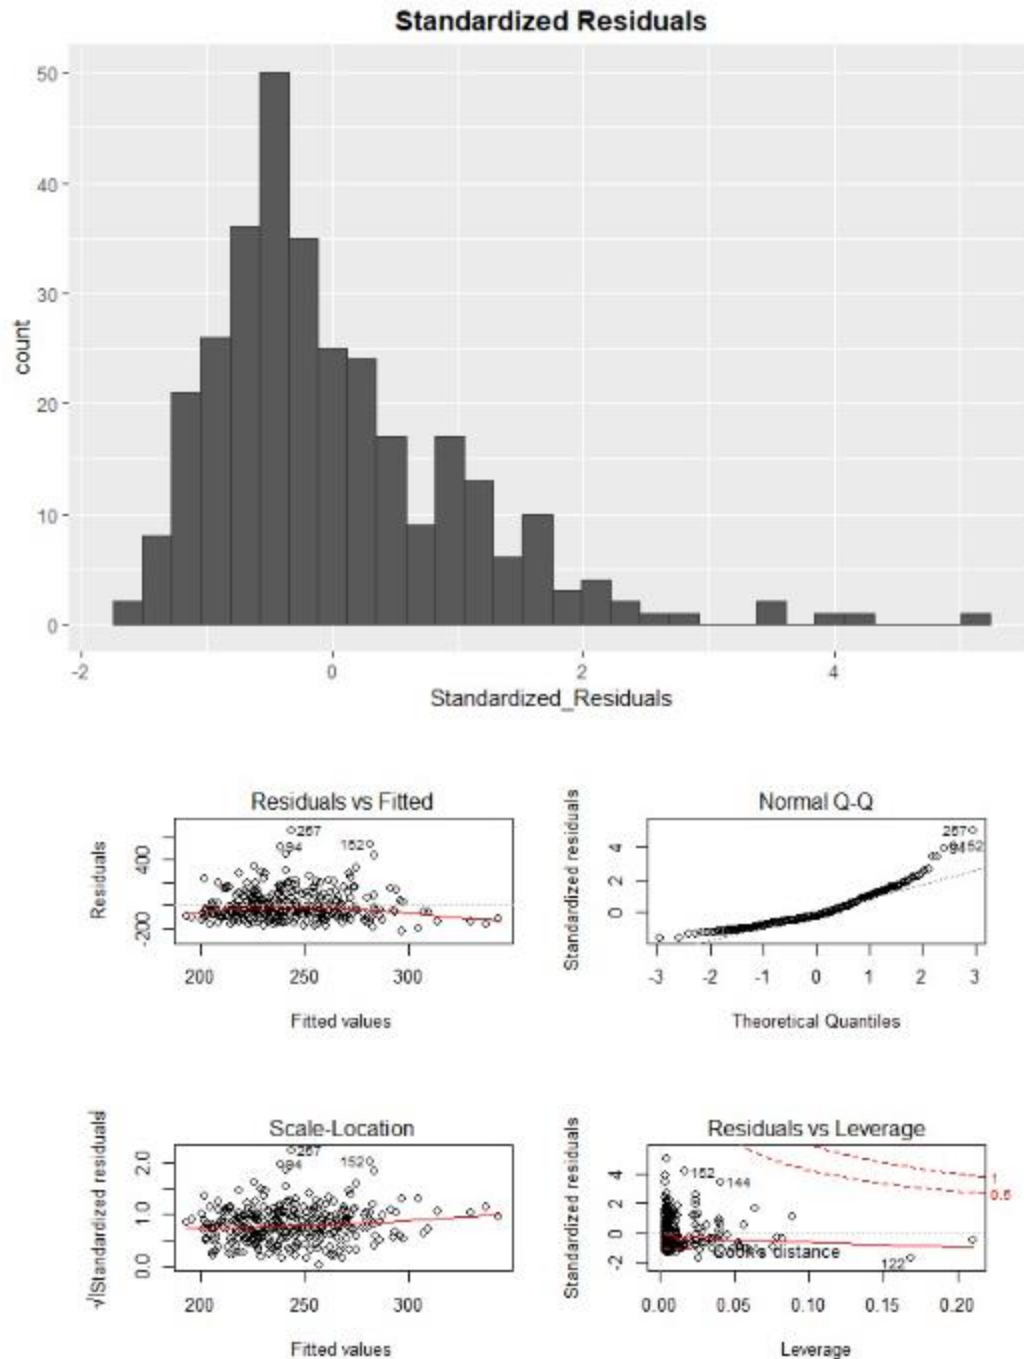 Standardized Residuals
50
40
30
20
10
0
count
-2 0 2 4
Standardized_Residuals
Residuals vs Fitted
Residuals
400
-200
267
94
152
200 250 300
Fitted values
Normal Q-Q
Standardized residuals
4
2
0
267
94
152
-3 -2 -1 0 1 2 3
Theoretical Quantiles
Scale-Location
√|Standardized residuals|
2.0
1.0
0.0
267
94
152
200 250 300
Fitted values
Residuals vs Leverage
Standardized residuals
4
2
0
-2
152
144
122
Cook's distance
1
0.5
0.00 0.05 0.10 0.15 0.20
Leverage